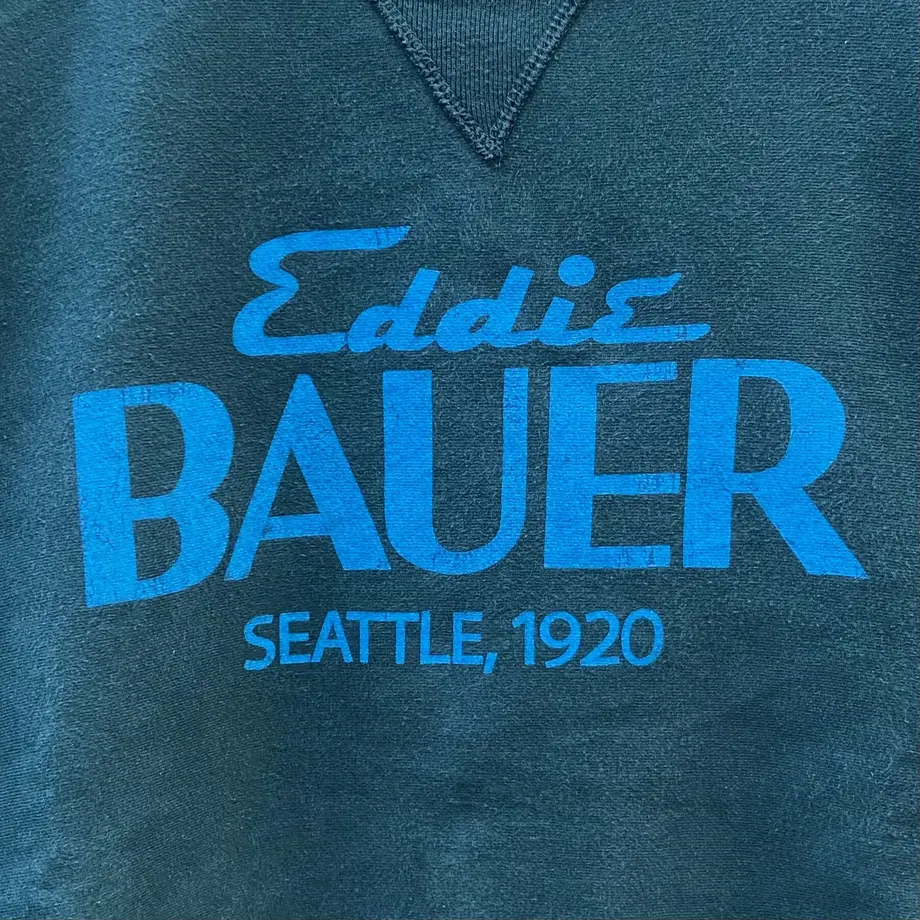 Eddie
BAUER
SEATTLE, 1920